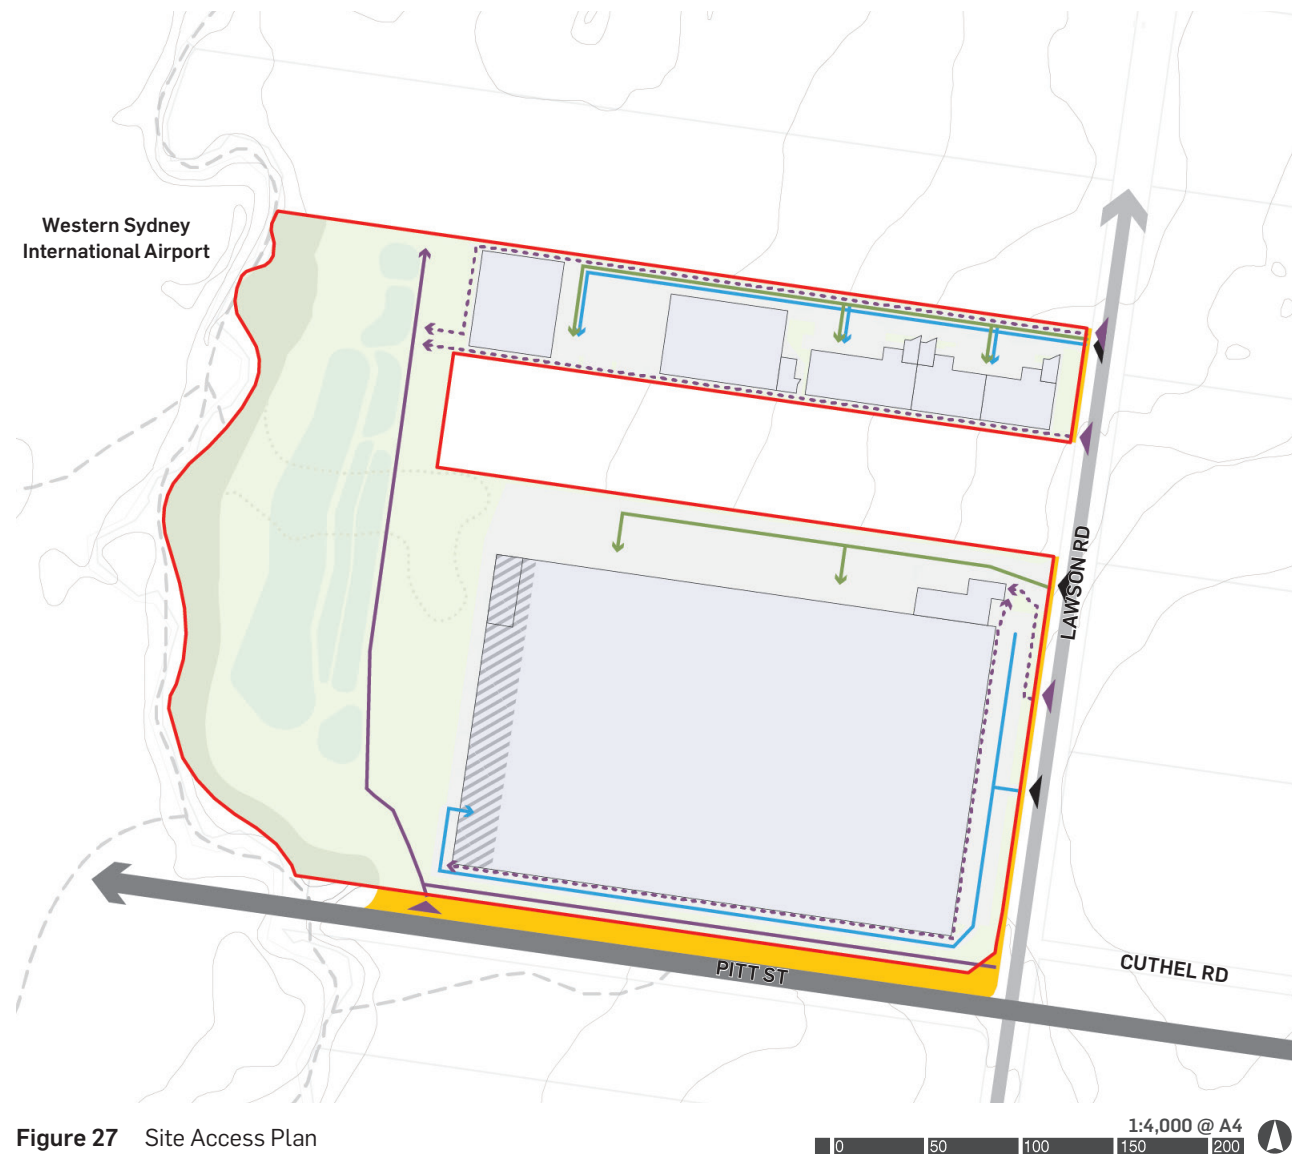 Western Sydney
International Airport
LAWSON RD
PITT ST
CUTHEL RD
Figure 27 Site Access Plan
1:4,000 @ A4
0 50 100 150 200